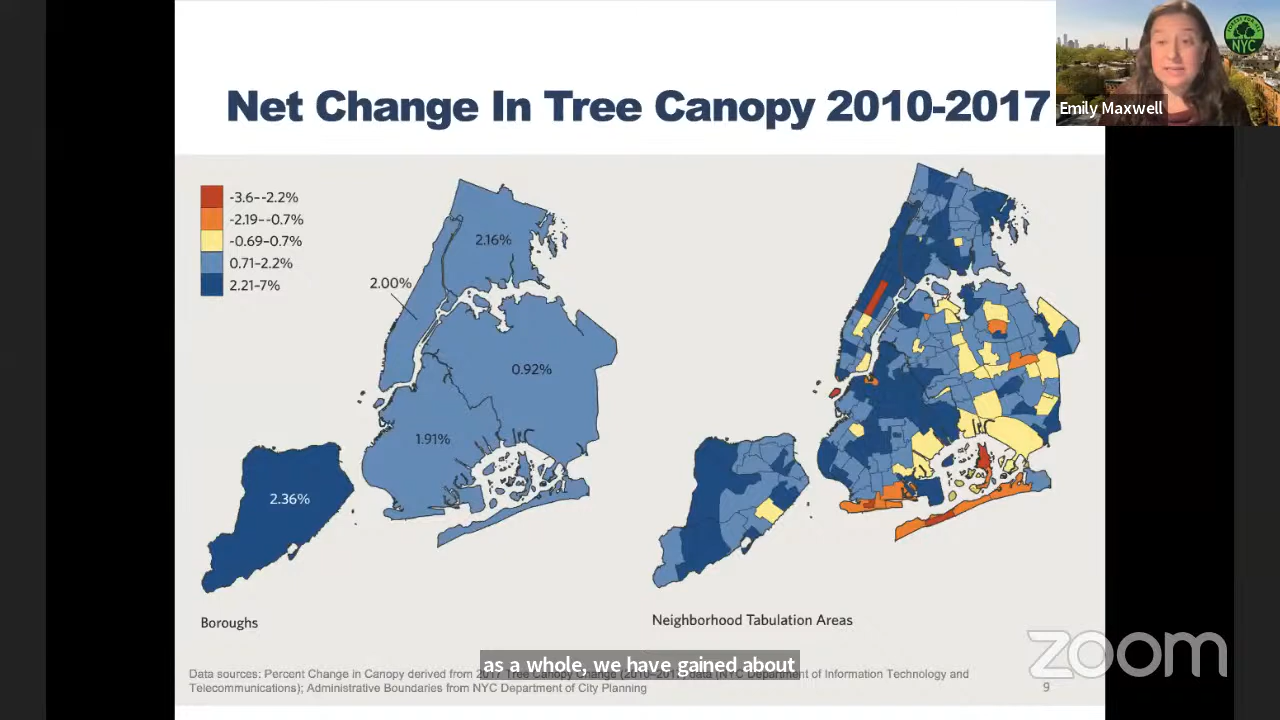 Net Change In Tree Canopy 2010-2017
NYC
Emily Maxwell
-3.6--2.2%
-2.19--0.7%
-0.69-0.7%
0.71-2.2%
2.21-7%
2.16%
2.00%
0.92%
1.91%
2.36%
Boroughs
Neighborhood Tabulation Areas
as a whole, we have gained about
Data sources: Percent Change in Canopy derived from 2017 Tree Canopy Change (2010-201 data (NYC Department of Information Technology and
Telecommunications); Administrative Boundaries from NYC Department of City Planning
9
zoom